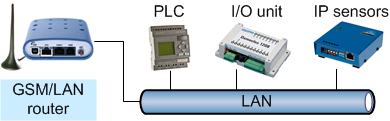 PLC
I/O unit
IP sensors
GSM/LAN
router
LAN